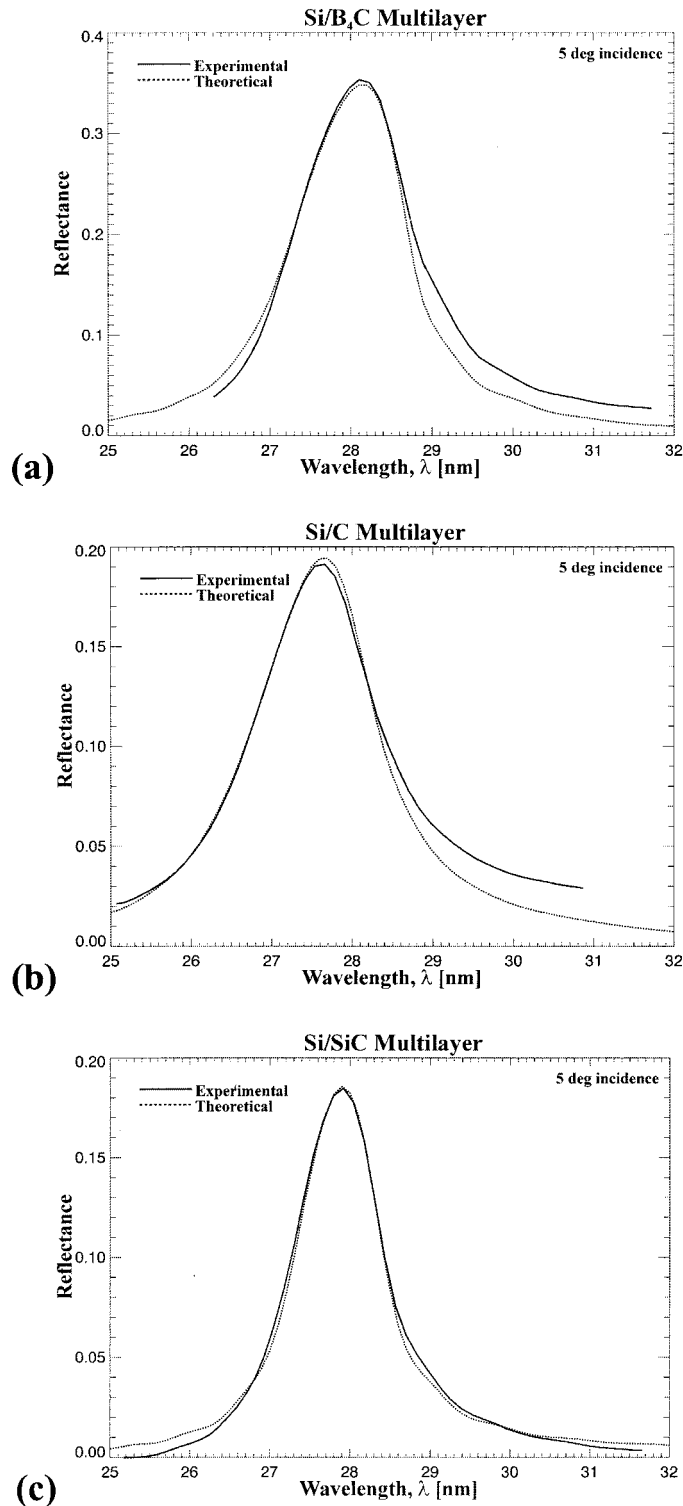 Si/B₄C Multilayer
0.4
0.3
0.2
0.1
0.0
Reflectance
Experimental
Theoretical
5 deg incidence
25 26 27 28 29 30 31 32
Wavelength, λ [nm]
(a)
Si/C Multilayer
0.20
0.15
0.10
0.05
0.00
Reflectance
Experimental
Theoretical
5 deg incidence
25 26 27 28 29 30 31 32
Wavelength, λ [nm]
(b)
Si/SiC Multilayer
0.20
0.15
0.10
0.05
0.00
Reflectance
Experimental
Theoretical
5 deg incidence
25 26 27 28 29 30 31 32
Wavelength, λ [nm]
(c)